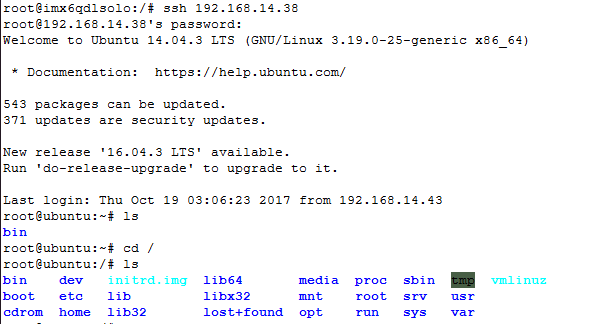 root@imx6qdlsolo:/# ssh 192.168.14.38
root@192.168.14.38's password:
Welcome to Ubuntu 14.04.3 LTS (GNU/Linux 3.19.0-25-generic x86_64)
* Documentation:  https://help.ubuntu.com/
543 packages can be updated.
371 updates are security updates.
New release '16.04.3 LTS' available.
Run 'do-release-upgrade' to upgrade to it.
Last login: Thu Oct 19 03:06:23 2017 from 192.168.14.43
root@ubuntu:~# ls
bin
root@ubuntu:~# cd /
root@ubuntu:/# ls
bin    dev   initrd.img  lib64       media  proc  sbin  tmp  vmlinuz
boot   etc   lib         libx32      mnt    root  srv   usr
cdrom  home  lib32       lost+found  opt    run   sys   var